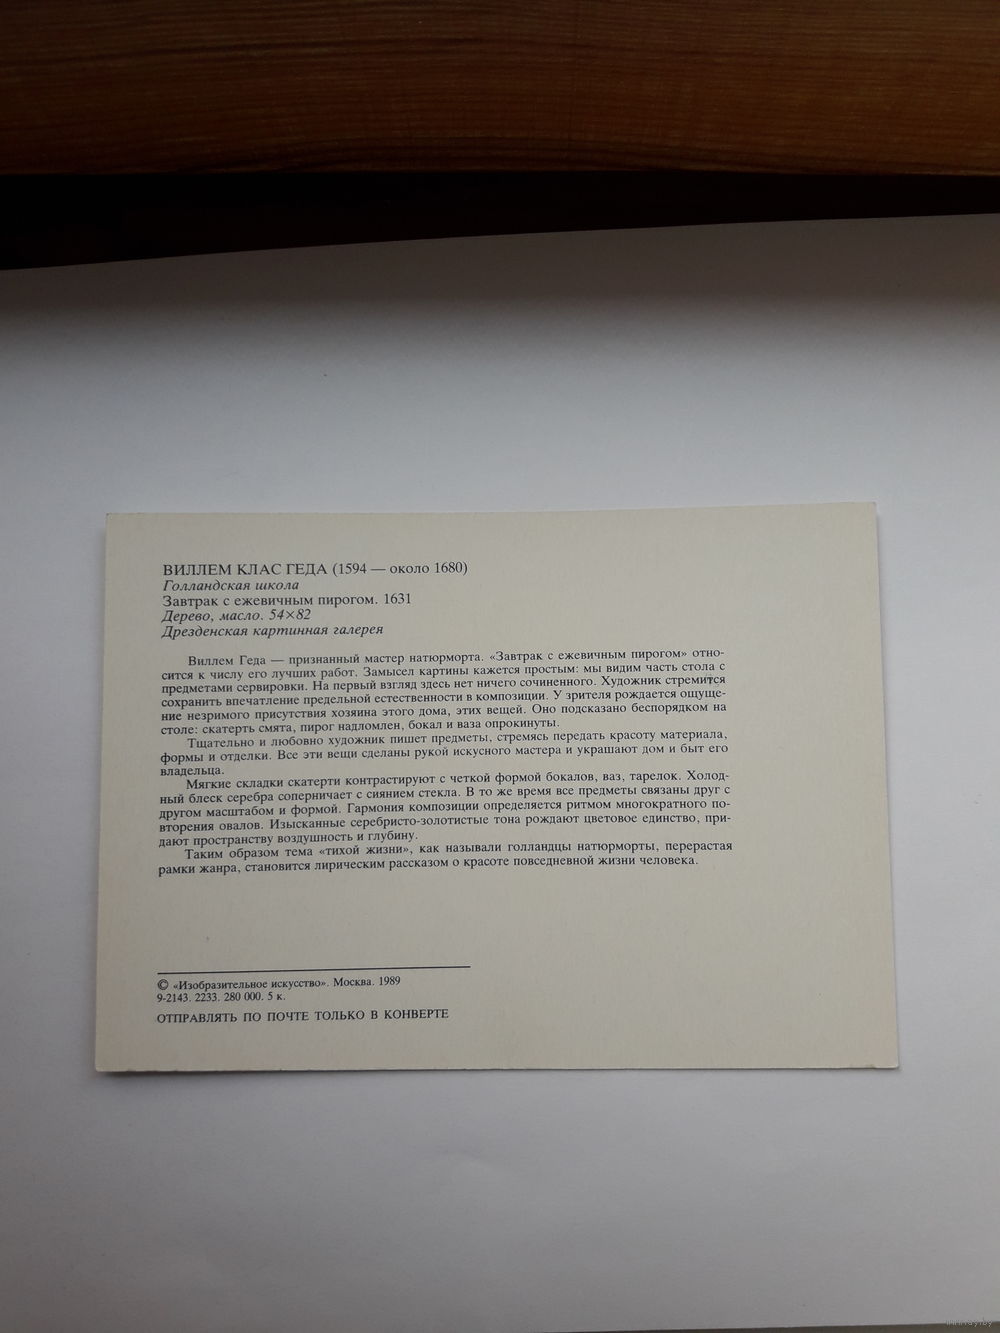 ВИЛЛЕМ КЛАС ГЕДА (1594 — около 1680)
Голландская школа
Завтрак с ежевичным пирогом. 1631
Дерево, масло. 54×82
Дрезденская картинная галерея
Виллем Геда — признанный мастер натюрморта. «Завтрак с ежевичным пирогом» отно-
сится к числу его лучших работ. Замысел картины кажется простым: мы видим часть стола с
предметами сервировки. На первый взгляд здесь нет ничего сочиненного. Художник стремится
сохранить впечатление предельной естественности в композиции. У зрителя рождается ощуще-
ние незримого присутствия хозяина этого дома, этих вещей. Оно подсказано беспорядком на
столе: скатерть смята, пирог надломлен, бокал и ваза опрокинуты.
Тщательно и любовно художник пишет предметы, стремясь передать красоту материала,
формы и отделки. Все эти вещи сделаны рукой искусного мастера и украшают дом и быт его
владельца.
Мягкие складки скатерти контрастируют с четкой формой бокалов, ваз, тарелок. Холод-
ный блеск серебра соперничает с сиянием стекла. В то же время все предметы связаны друг с
другом масштабом и формой. Гармония композиции определяется ритмом многократного по-
вторения овалов. Изысканные серебристо-золотистые тона рождают цветовое единство, при-
дают пространству воздушность и глубину.
Таким образом тема «тихой жизни», как называли голландцы натюрморты, перерастая
рамки жанра, становится лирическим рассказом о красоте повседневной жизни человека.
© «Изобразительное искусство». Москва. 1989
9-2143. 2233. 280 000. 5 к.
ОТПРАВЛЯТЬ ПО ПОЧТЕ ТОЛЬКО В КОНВЕРТЕ